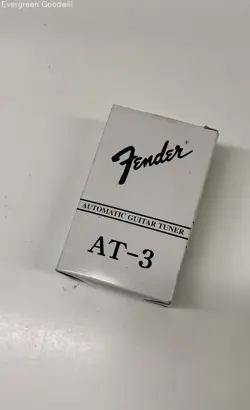 Evergreen Goodwill
Fender®
AUTOMATIC GUITAR TUNER
AT-3